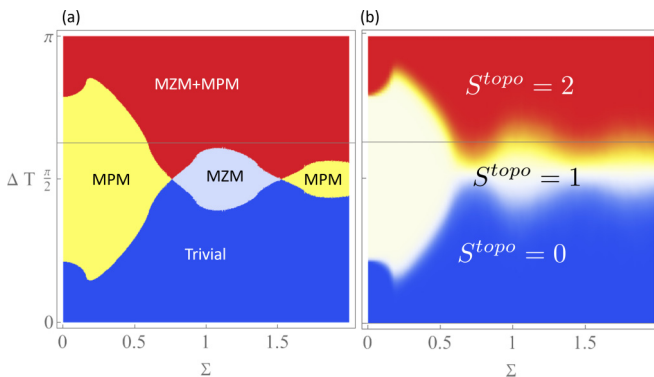 (a)
π
MZM+MPM
Δ T π/2
MPM
MZM
MPM
Trivial
0
0
0.5
1
1.5
Σ
(b)
S^topo = 2
S^topo = 1
S^topo = 0
0
0.5
1
1.5
Σ